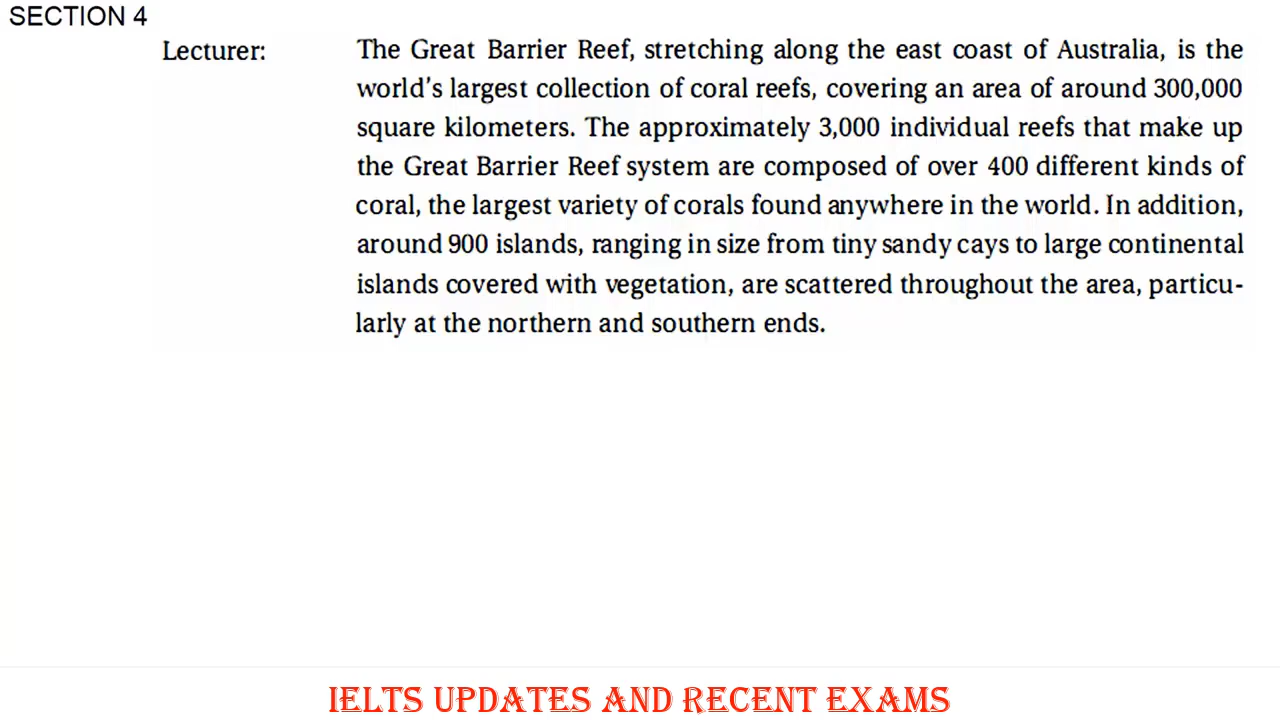 SECTION 4
Lecturer: The Great Barrier Reef, stretching along the east coast of Australia, is the
world's largest collection of coral reefs, covering an area of around 300,000
square kilometers. The approximately 3,000 individual reefs that make up
the Great Barrier Reef system are composed of over 400 different kinds of
coral, the largest variety of corals found anywhere in the world. In addition,
around 900 islands, ranging in size from tiny sandy cays to large continental
islands covered with vegetation, are scattered throughout the area, particu-
larly at the northern and southern ends.
IELTS UPDATES AND RECENT EXAMS